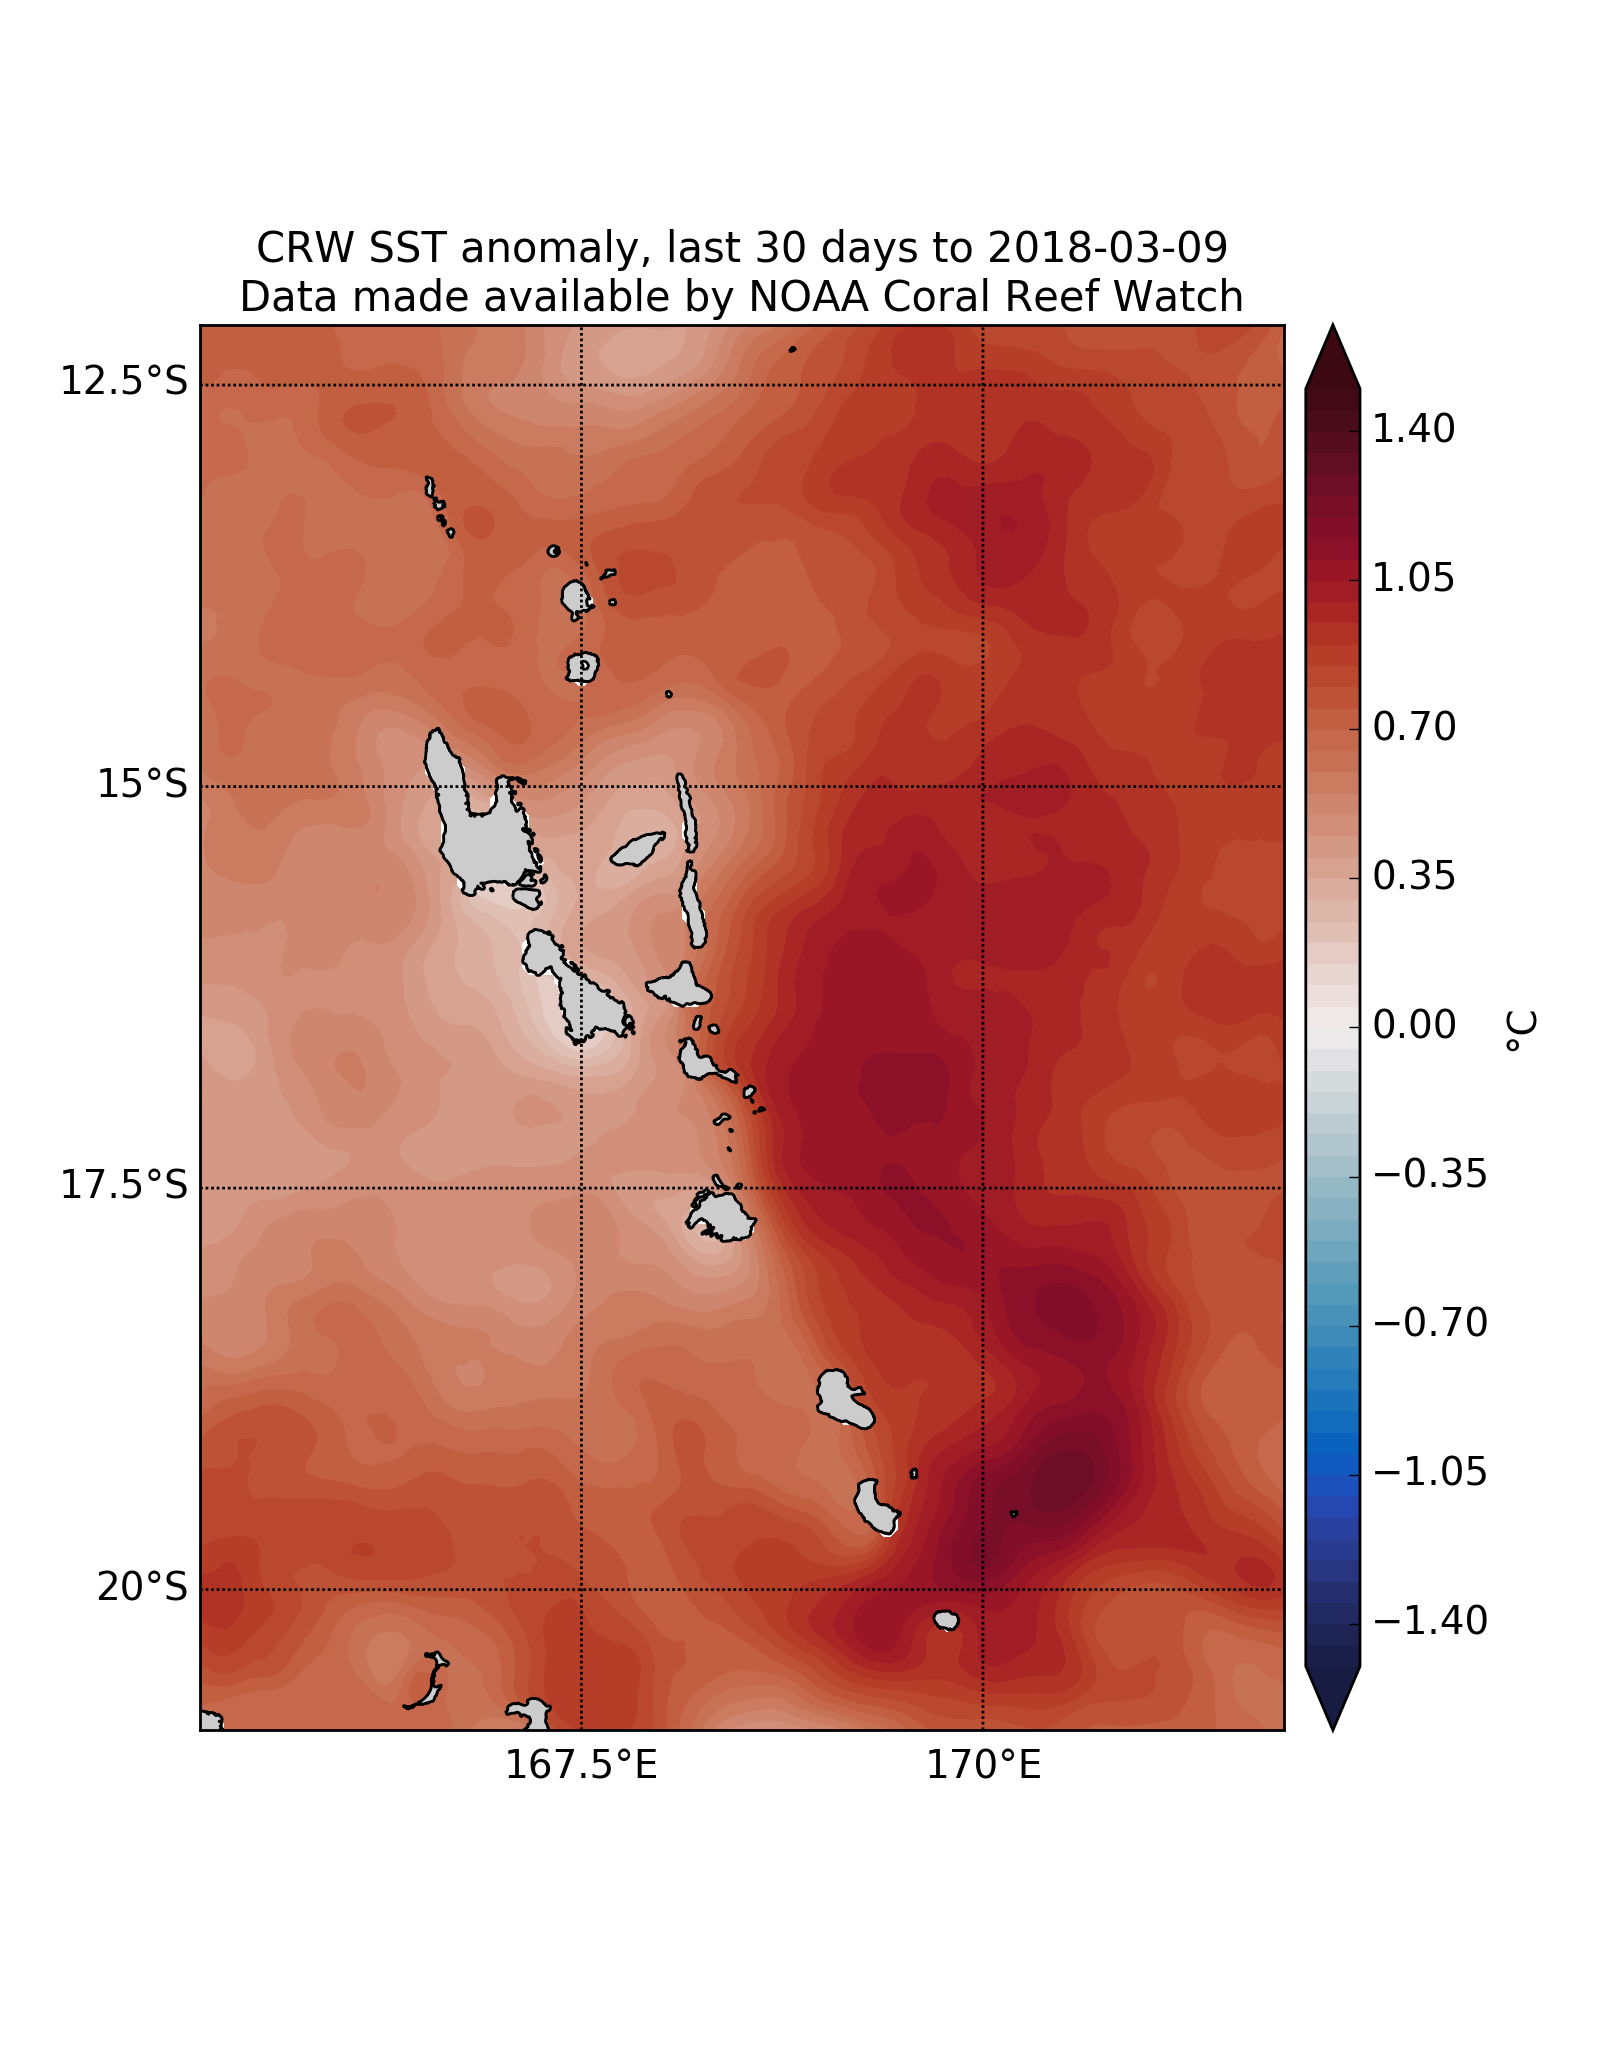 CRW SST anomaly, last 30 days to 2018-03-09
Data made available by NOAA Coral Reef Watch
12.5°S
15°S
17.5°S
20°S
167.5°E
170°E
1.40
1.05
0.70
0.35
0.00
−0.35
−0.70
−1.05
−1.40
°C